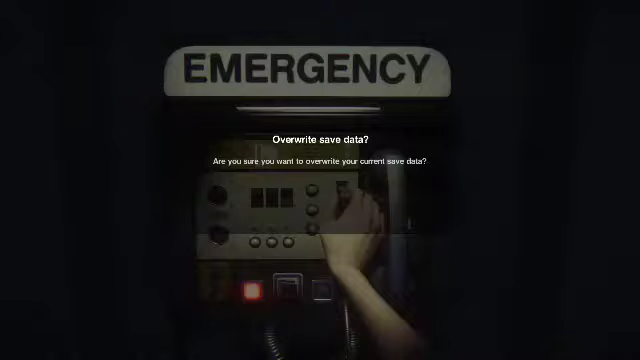 EMERGENCY
Overwrite save data?
Are you sure you want to overwrite your current save data?